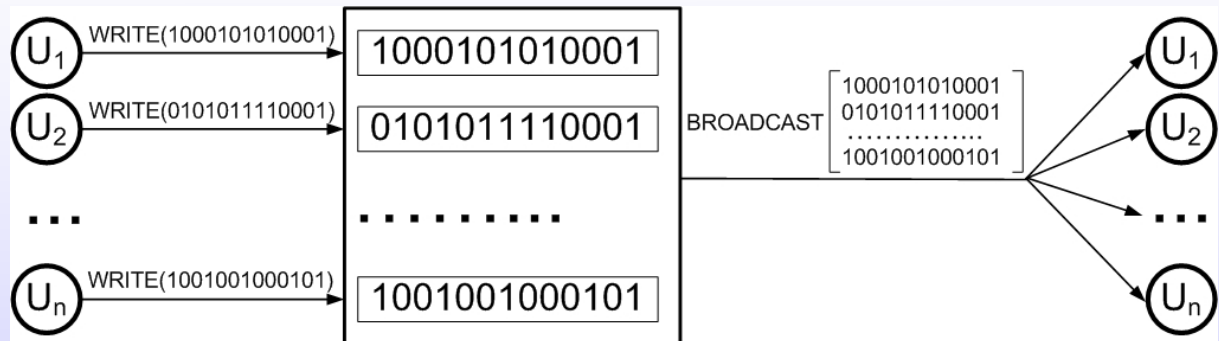 U1 WRITE(1000101010001) 1000101010001
U2 WRITE(0101011110001) 0101011110001
... .........
Un WRITE(1001001000101) 1001001000101
BROADCAST
1000101010001
0101011110001
...............
1001001000101
U1
U2
...
Un